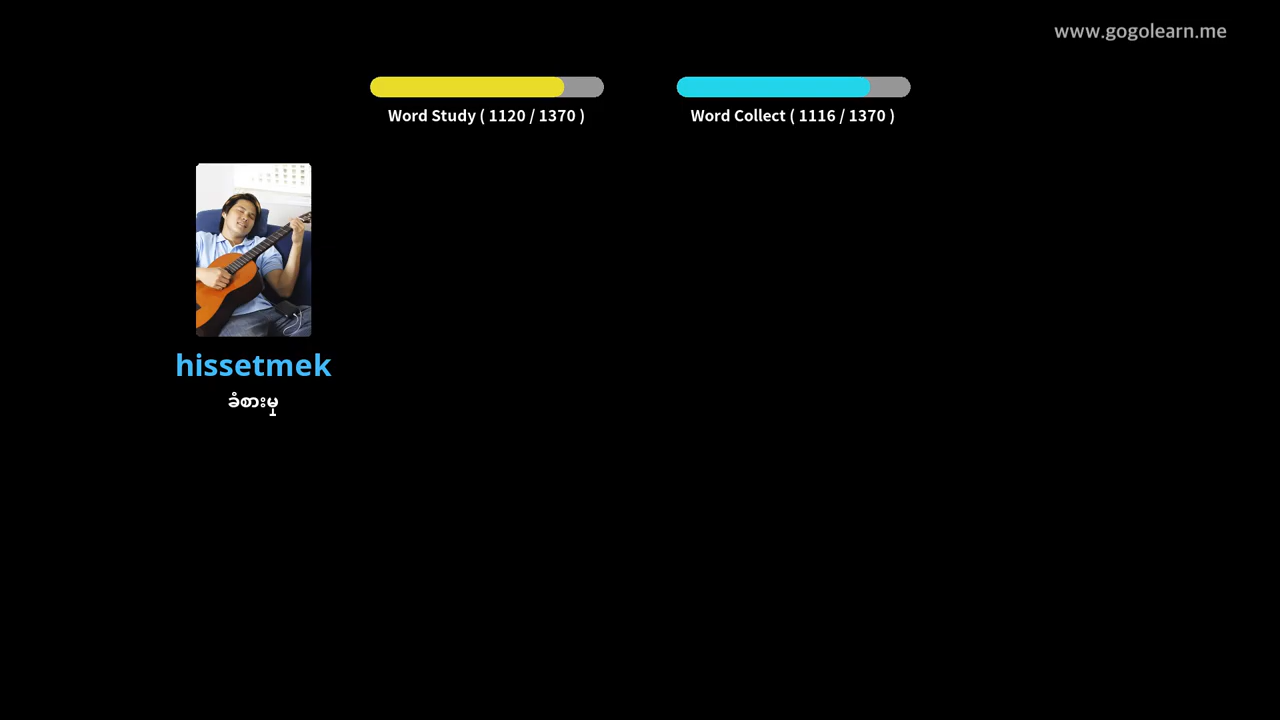 www.gogolearn.me
Word Study ( 1120 / 1370 )
Word Collect ( 1116 / 1370 )
hissetmek
ခံစားမှု